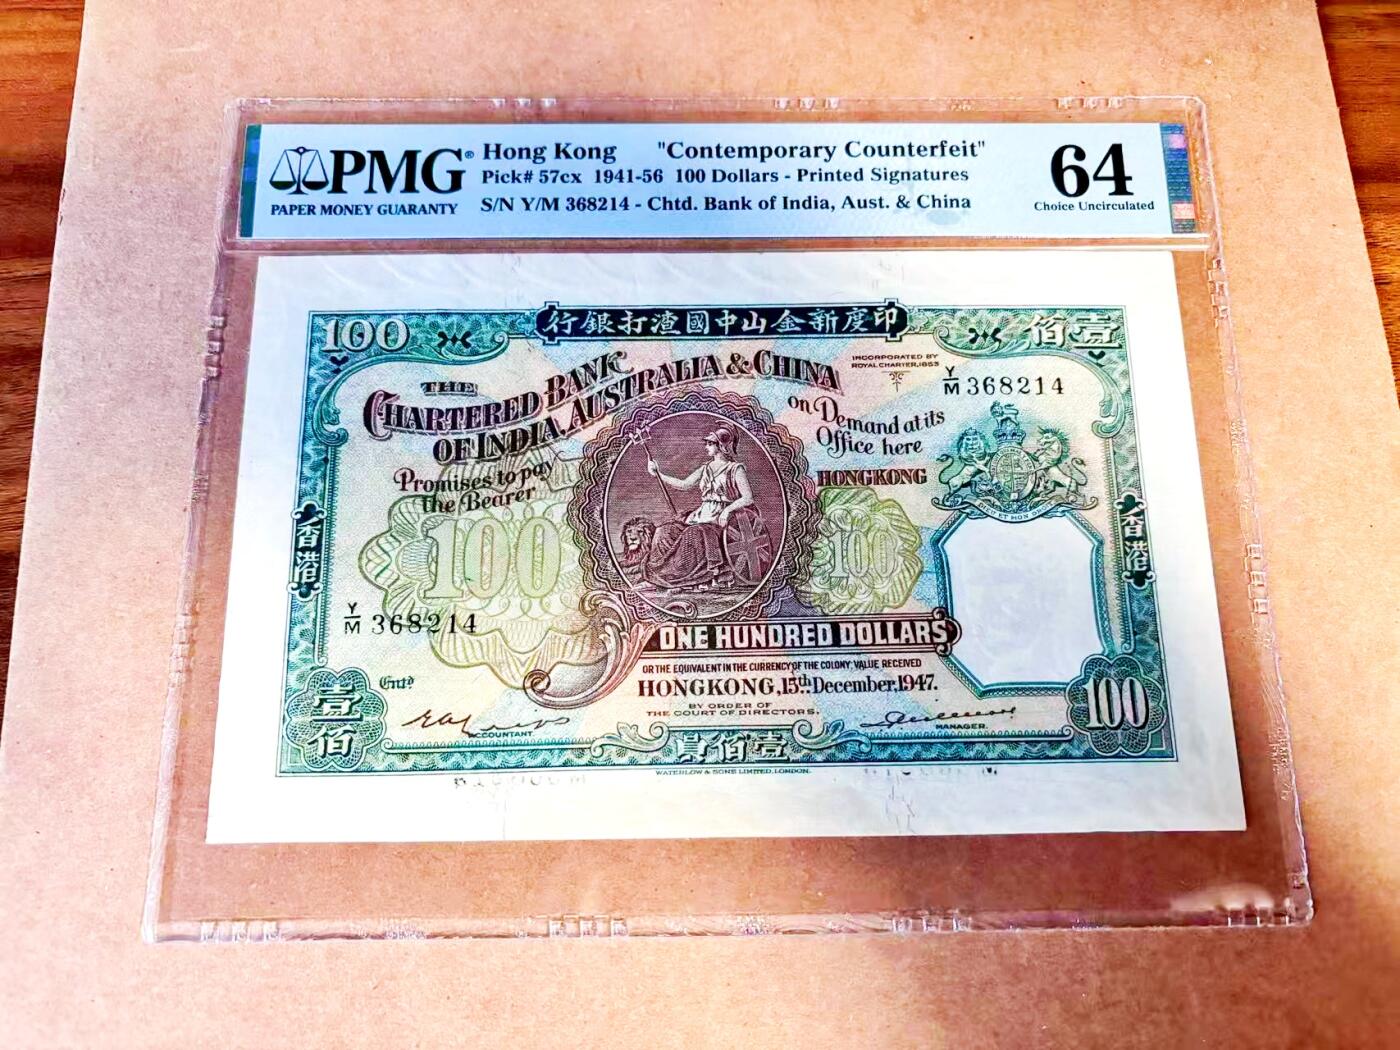 PMG® Hong Kong "Contemporary Counterfeit" 64
Pick# 57cx 1941-56 100 Dollars - Printed Signatures
PAPER MONEY GUARANTY S/N Y/M 368214 - Chtd. Bank of India, Aust. & China Choice Uncirculated
100 行銀打渣國中山金新度印 佰壹
THE
CHARTERED BANK
OF INDIA, AUSTRALIA & CHINA
INCORPORATED BY
ROYAL CHARTER, 1853
Y/M 368214
Promises to pay
the Bearer
on Demand at its
Office here
HONGKONG
DIEU ET MON DROIT
香港
香港
100
100
Y/M 368214
ONE HUNDRED DOLLARS
OR THE EQUIVALENT IN THE CURRENCY OF THE COLONY, VALUE RECEIVED
HONGKONG, 15th December, 1947.
BY ORDER OF
THE COURT OF DIRECTORS.
Entd
ACCOUNTANT.
MANAGER.
壹佰
員佰壹
100
WATERLOW & SONS LIMITED, LONDON.